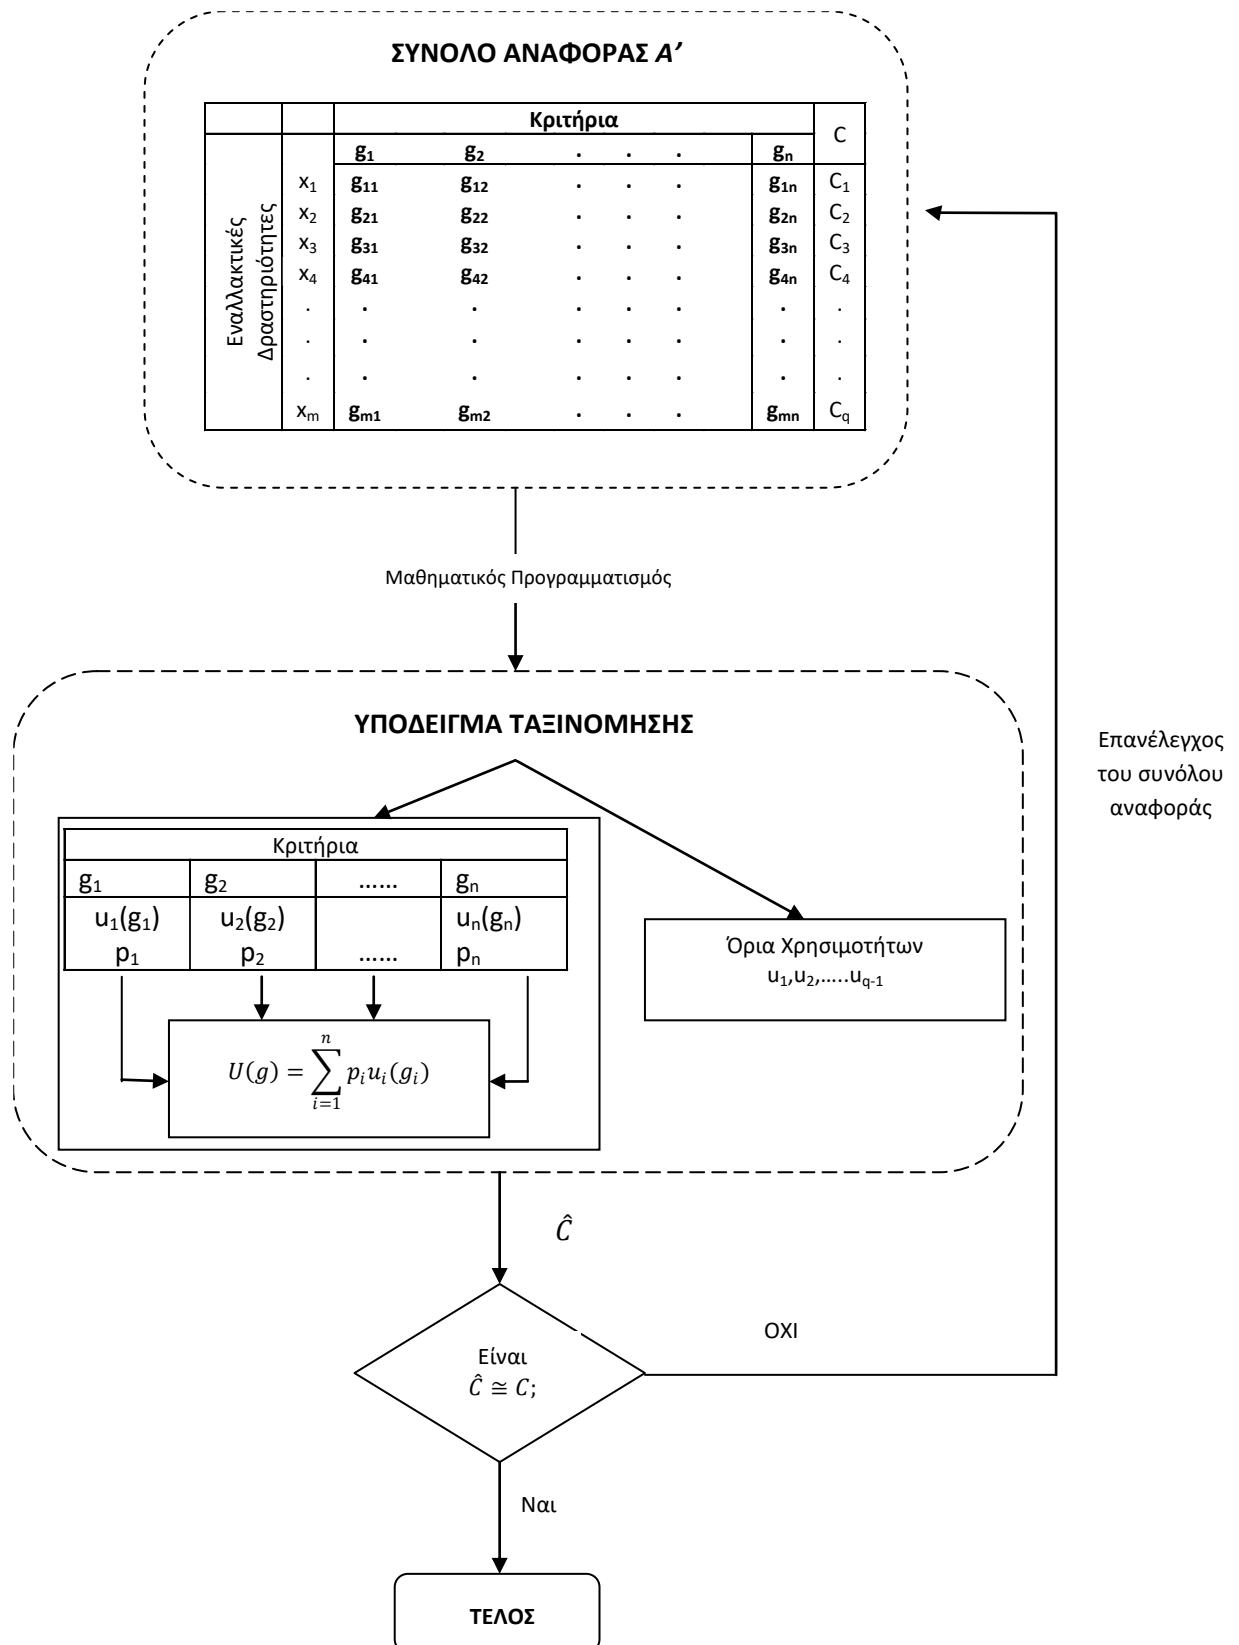 ΣΥΝΟΛΟ ΑΝΑΦΟΡΑΣ Α’
Κριτήρια
C
g1 g2 . . . gn
Εναλλακτικές
Δραστηριότητες
x1 g11 g12 . . . g1n C1
x2 g21 g22 . . . g2n C2
x3 g31 g32 . . . g3n C3
x4 g41 g42 . . . g4n C4
. . . . . . . .
. . . . . . . .
. . . . . . . .
xm gm1 gm2 . . . gmn Cq
Μαθηματικός Προγραμματισμός
ΥΠΟΔΕΙΓΜΑ ΤΑΞΙΝΟΜΗΣΗΣ
Επανέλεγχος
του συνόλου
αναφοράς
Κριτήρια
g1 g2 ...... gn
u1(g1) u2(g2) un(gn)
p1 p2 ...... pn
Όρια Χρησιμοτήτων
u1,u2,.....uq-1
U(g) = ∑_{i=1}^{n} p_i u_i(g_i)
Ĉ
ΟΧΙ
Είναι
Ĉ ≅ C;
Ναι
ΤΕΛΟΣ